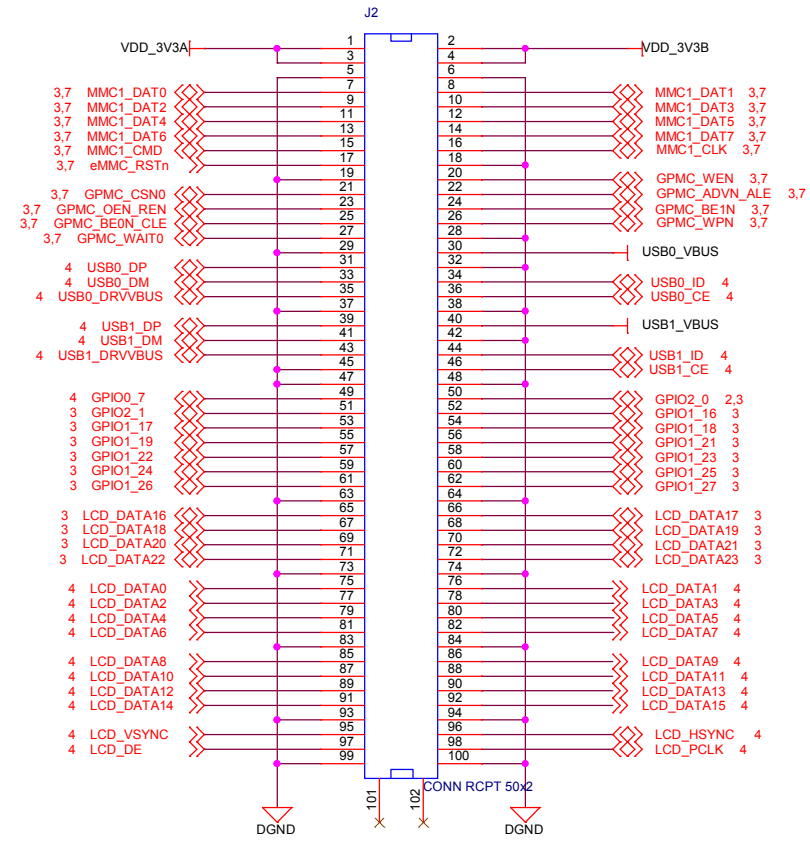 J2
VDD_3V3A 1 2 VDD_3V3B
3 4
5 6
3,7 MMC1_DAT0 7 8 MMC1_DAT1 3,7
3,7 MMC1_DAT2 9 10 MMC1_DAT3 3,7
3,7 MMC1_DAT4 11 12 MMC1_DAT5 3,7
3,7 MMC1_DAT6 13 14 MMC1_DAT7 3,7
3,7 MMC1_CMD 15 16 MMC1_CLK 3,7
3,7 eMMC_RSTn 17 18
19 20 GPMC_WEN 3,7
3,7 GPMC_CSN0 21 22 GPMC_ADVN_ALE 3,7
3,7 GPMC_OEN_REN 23 24 GPMC_BE1N 3,7
3,7 GPMC_BE0N_CLE 25 26 GPMC_WPN 3,7
3,7 GPMC_WAIT0 27 28
29 30 USB0_VBUS
4 USB0_DP 31 32
4 USB0_DM 33 34 USB0_ID 4
4 USB0_DRVVBUS 35 36 USB0_CE 4
37 38
4 USB1_DP 39 40 USB1_VBUS
4 USB1_DM 41 42
4 USB1_DRVVBUS 43 44 USB1_ID 4
45 46 USB1_CE 4
47 48
4 GPIO0_7 49 50 GPIO2_0 2,3
3 GPIO2_1 51 52 GPIO1_16 3
3 GPIO1_17 53 54 GPIO1_18 3
3 GPIO1_19 55 56 GPIO1_21 3
3 GPIO1_22 57 58 GPIO1_23 3
3 GPIO1_24 59 60 GPIO1_25 3
3 GPIO1_26 61 62 GPIO1_27 3
63 64
3 LCD_DATA16 65 66 LCD_DATA17 3
3 LCD_DATA18 67 68 LCD_DATA19 3
3 LCD_DATA20 69 70 LCD_DATA21 3
3 LCD_DATA22 71 72 LCD_DATA23 3
73 74
4 LCD_DATA0 75 76 LCD_DATA1 4
4 LCD_DATA2 77 78 LCD_DATA3 4
4 LCD_DATA4 79 80 LCD_DATA5 4
4 LCD_DATA6 81 82 LCD_DATA7 4
83 84
4 LCD_DATA8 85 86 LCD_DATA9 4
4 LCD_DATA10 87 88 LCD_DATA11 4
4 LCD_DATA12 89 90 LCD_DATA13 4
4 LCD_DATA14 91 92 LCD_DATA15 4
93 94
4 LCD_VSYNC 95 96 LCD_HSYNC 4
4 LCD_DE 97 98 LCD_PCLK 4
99 100
CONN RCPT 50x2
101 102
DGND DGND